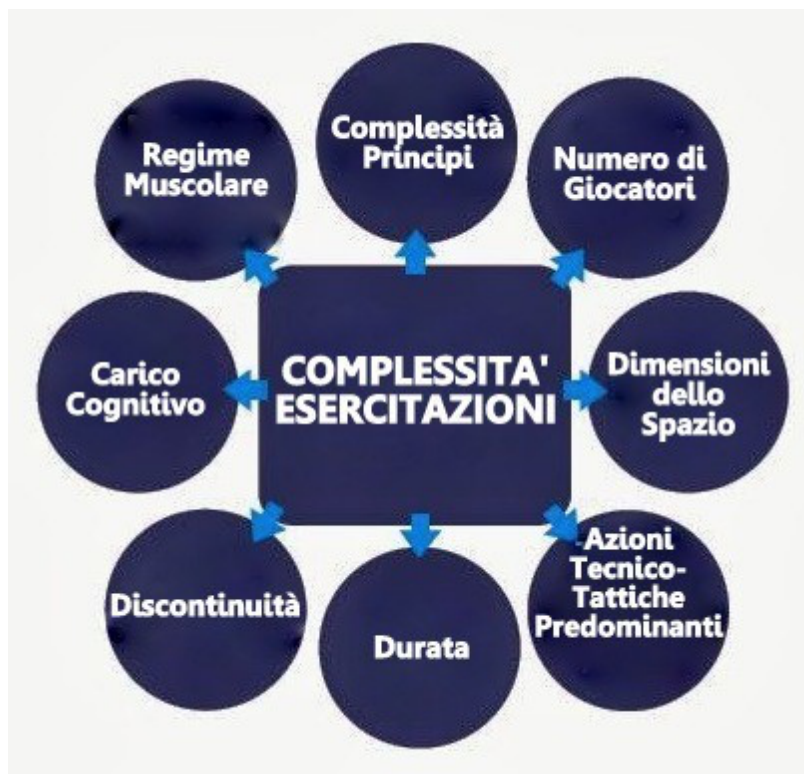 Complessità
Principi
Numero di
Giocatori
Dimensioni
dello
Spazio
Azioni
Tecnico-
Tattiche
Predominanti
Durata
Discontinuità
Carico
Cognitivo
Regime
Muscolare
COMPLESSITA'
ESERCITAZIONI